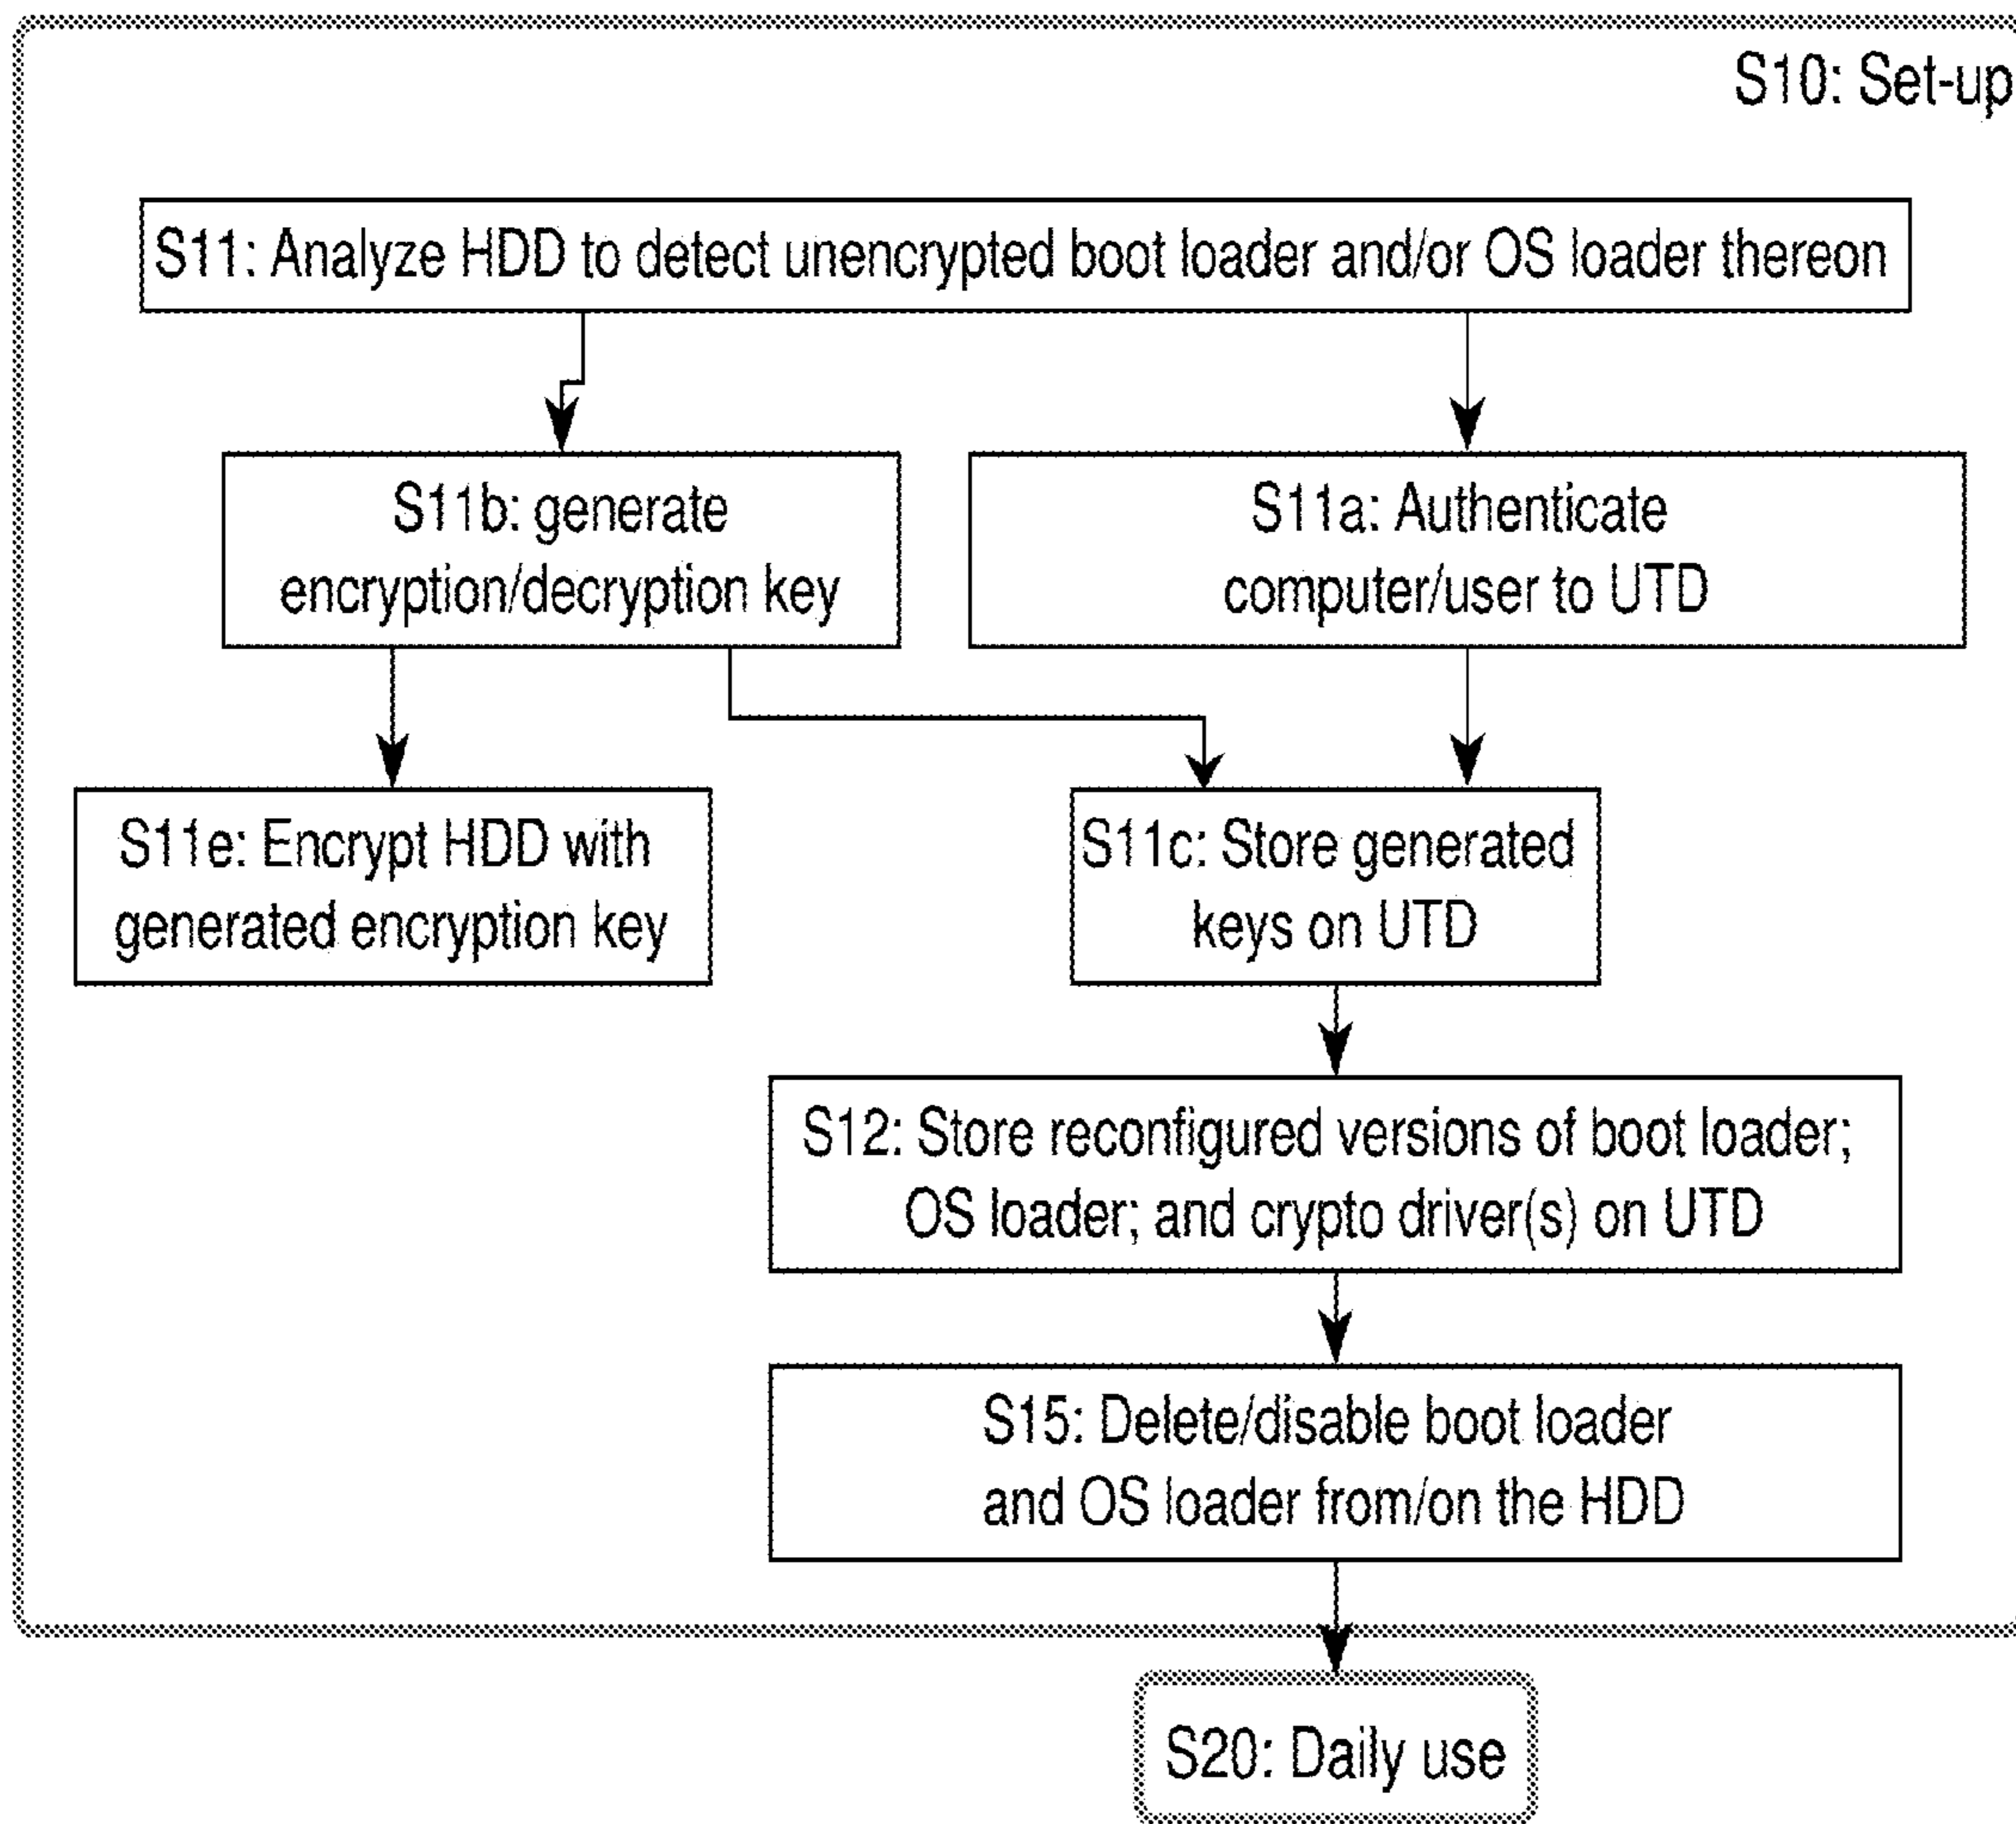 S10: Set-up
S11: Analyze HDD to detect unencrypted boot loader and/or OS loader thereon
S11b: generate
encryption/decryption key
S11a: Authenticate
computer/user to UTD
S11e: Encrypt HDD with
generated encryption key
S11c: Store generated
keys on UTD
S12: Store reconfigured versions of boot loader;
OS loader; and crypto driver(s) on UTD
S15: Delete/disable boot loader
and OS loader from/on the HDD
S20: Daily use